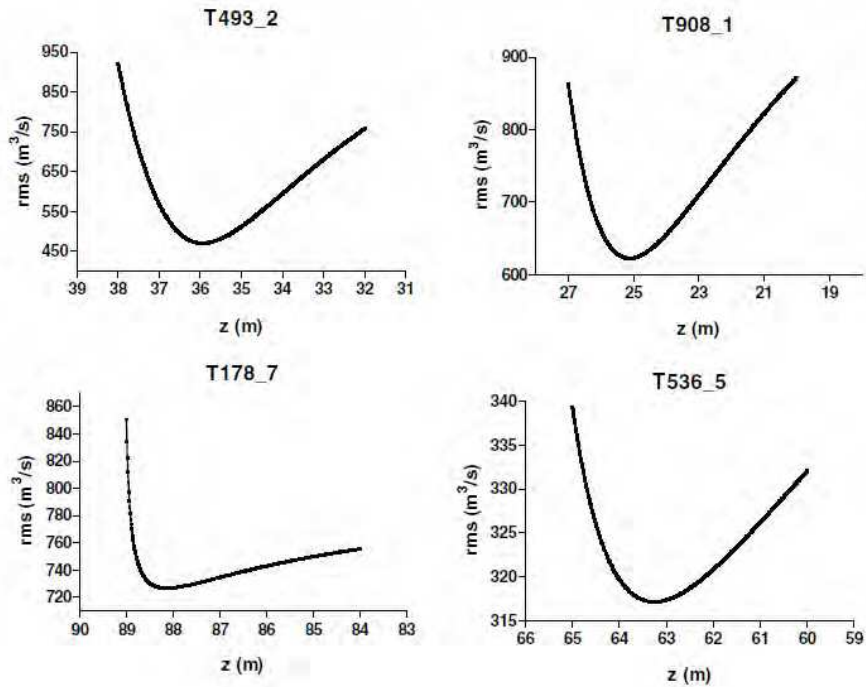 T493_2
950
850
750
650
550
450
rms (m³/s)
39 38 37 36 35 34 33 32 31
z (m)
T908_1
900
800
700
600
rms (m³/s)
27 25 23 21 19
z (m)
T178_7
860
840
820
800
780
760
740
720
rms (m³/s)
90 89 88 87 86 85 84 83
z (m)
T536_5
340
335
330
325
320
315
rms (m³/s)
66 65 64 63 62 61 60 59
z (m)